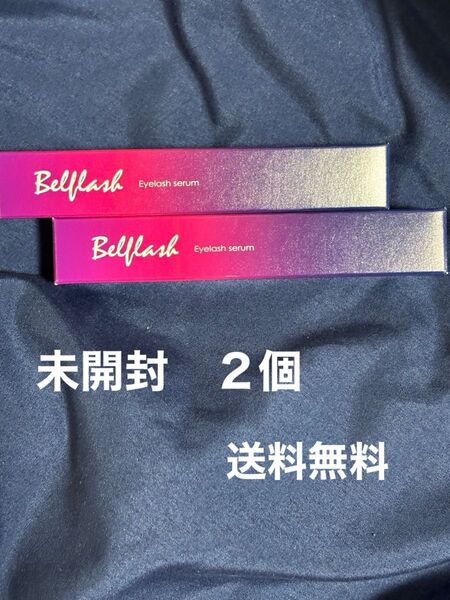 Belflash Eyelash serum
Belflash Eyelash serum
未開封　２個
送料無料